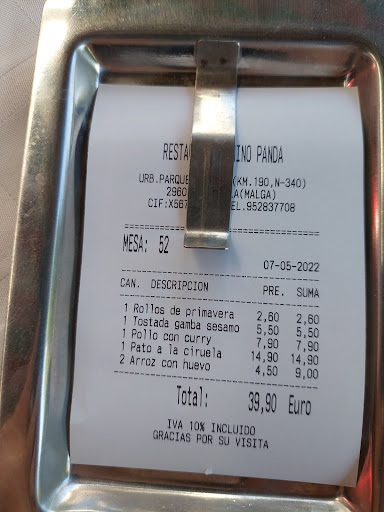 RESTA INO PANDA
URB.PARQUE (KM.190,N-340)
2960 LA(MALGA)
CIF:X567 EL.952837708
MESA: 52
07-05-2022
CAN. DESCRIPCION PRE. SUMA
1 Rollos de primavera 2,60 2,60
1 Tostada gamba sesamo 5,50 5,50
1 Pollo con curry 7,90 7,90
1 Pato a la ciruela 14,90 14,90
2 Arroz con huevo 4,50 9,00
Total: 39,90 Euro
IVA 10% INCLUIDO
GRACIAS POR SU VISITA